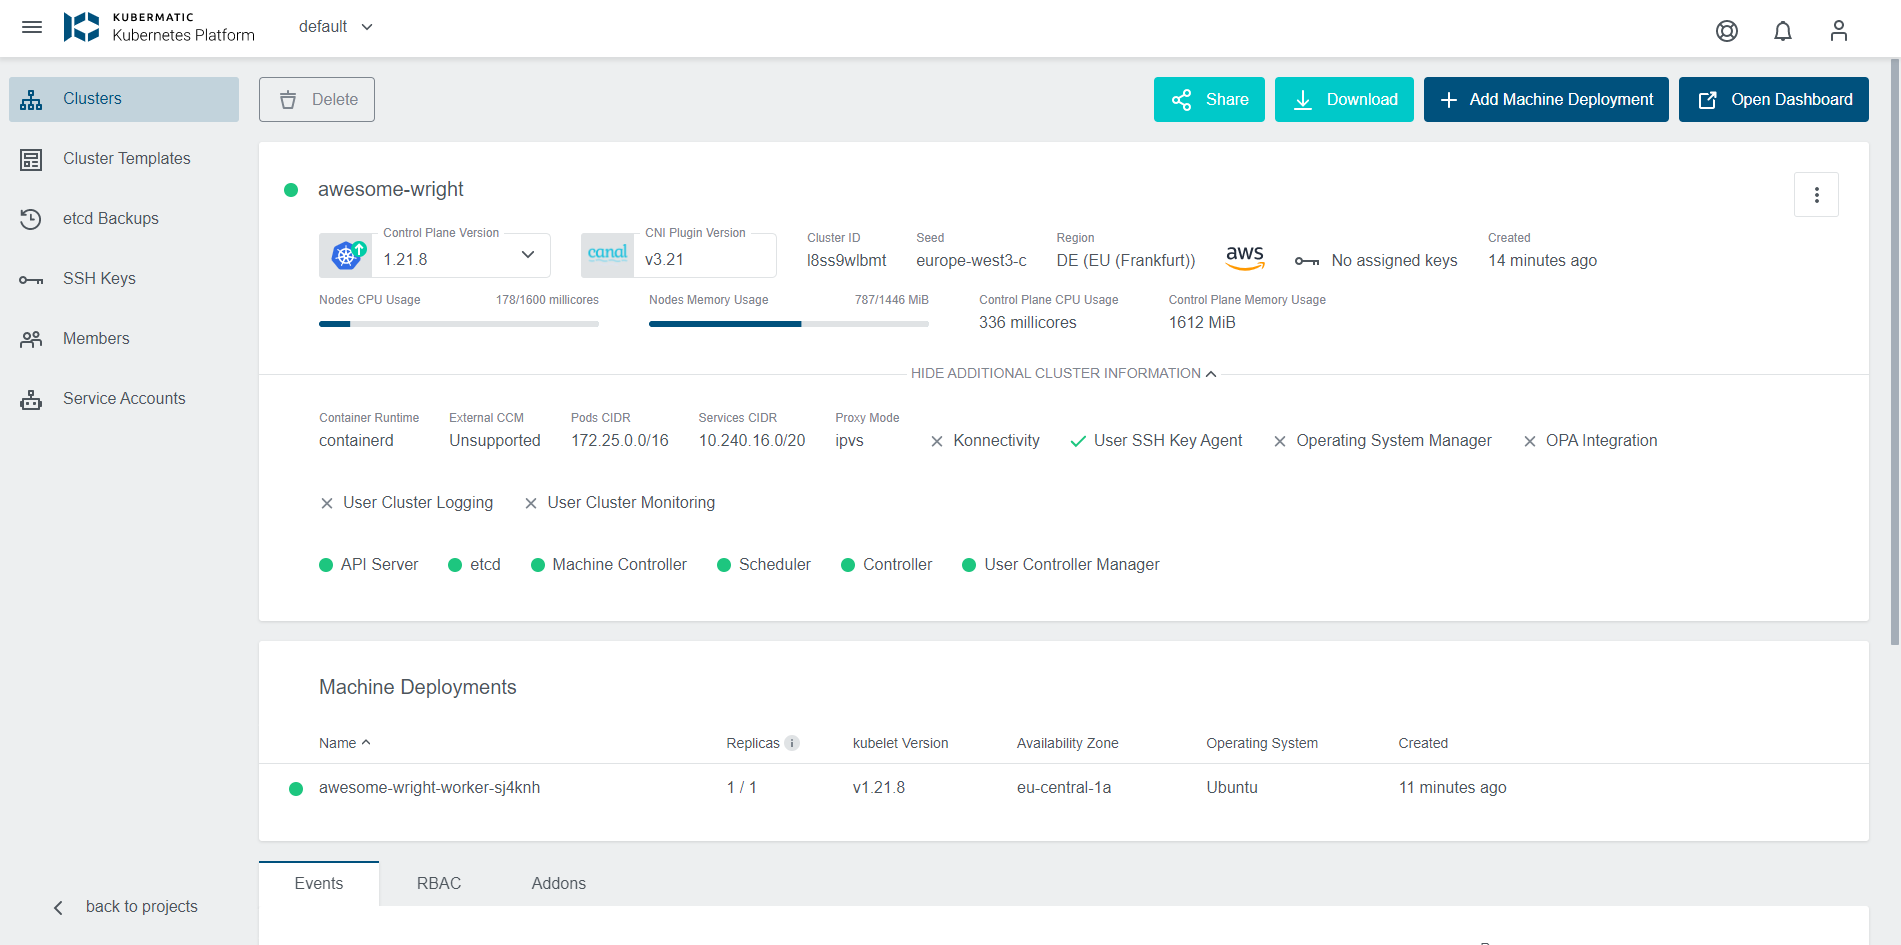 KUBERMATIC
Kubernetes Platform
default
Clusters
Cluster Templates
etcd Backups
SSH Keys
Members
Service Accounts
back to projects
Delete
Share
Download
Add Machine Deployment
Open Dashboard
awesome-wright
Control Plane Version
1.21.8
canal
CNI Plugin Version
v3.21
Cluster ID
l8ss9wlbmt
Seed
europe-west3-c
Region
DE (EU (Frankfurt))
aws
No assigned keys
Created
14 minutes ago
Nodes CPU Usage 178/1600 millicores
Nodes Memory Usage 787/1446 MiB
Control Plane CPU Usage
336 millicores
Control Plane Memory Usage
1612 MiB
HIDE ADDITIONAL CLUSTER INFORMATION
Container Runtime
containerd
External CCM
Unsupported
Pods CIDR
172.25.0.0/16
Services CIDR
10.240.16.0/20
Proxy Mode
ipvs
Konnectivity
User SSH Key Agent
Operating System Manager
OPA Integration
User Cluster Logging
User Cluster Monitoring
API Server
etcd
Machine Controller
Scheduler
Controller
User Controller Manager
Machine Deployments
Name Replicas kubelet Version Availability Zone Operating System Created
awesome-wright-worker-sj4knh 1 / 1 v1.21.8 eu-central-1a Ubuntu 11 minutes ago
Events
RBAC
Addons